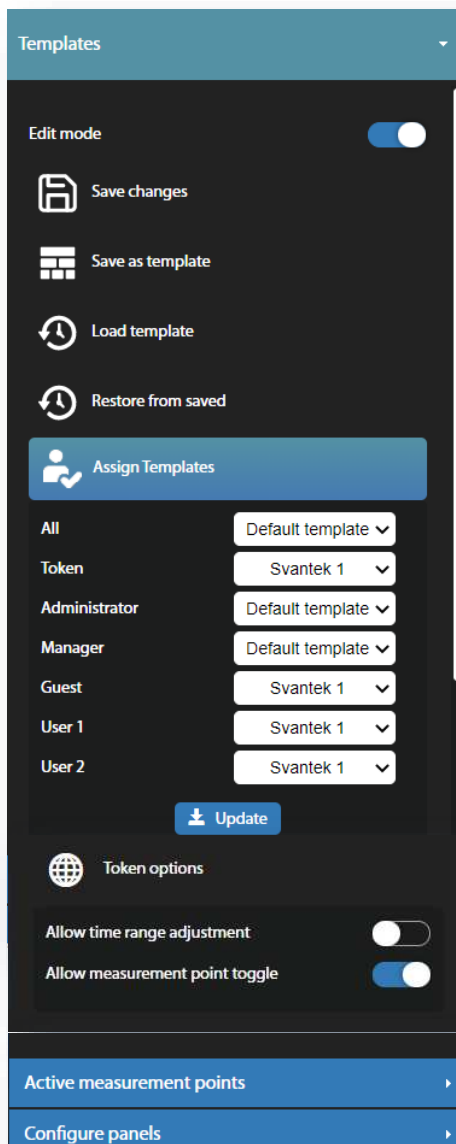 Templates
Edit mode
Save changes
Save as template
Load template
Restore from saved
Assign Templates
All Default template
Token Svantek 1
Administrator Default template
Manager Default template
Guest Svantek 1
User 1 Svantek 1
User 2 Svantek 1
Update
Token options
Allow time range adjustment
Allow measurement point toggle
Active measurement points
Configure panels